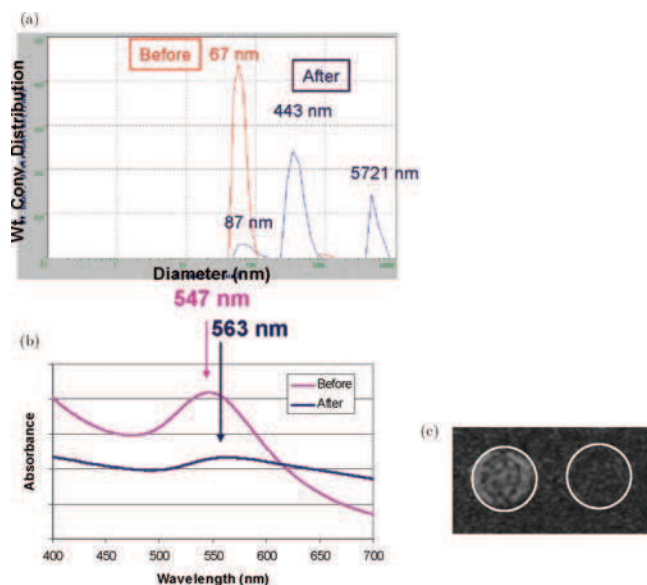 (a)
Before 67 nm
After
443 nm
5721 nm
87 nm
Wt. Conv. Distribution
Diameter (nm)
547 nm
563 nm
(b)
Before
After
Absorbance
400 450 500 550 600 650 700
Wavelength (nm)
(c)